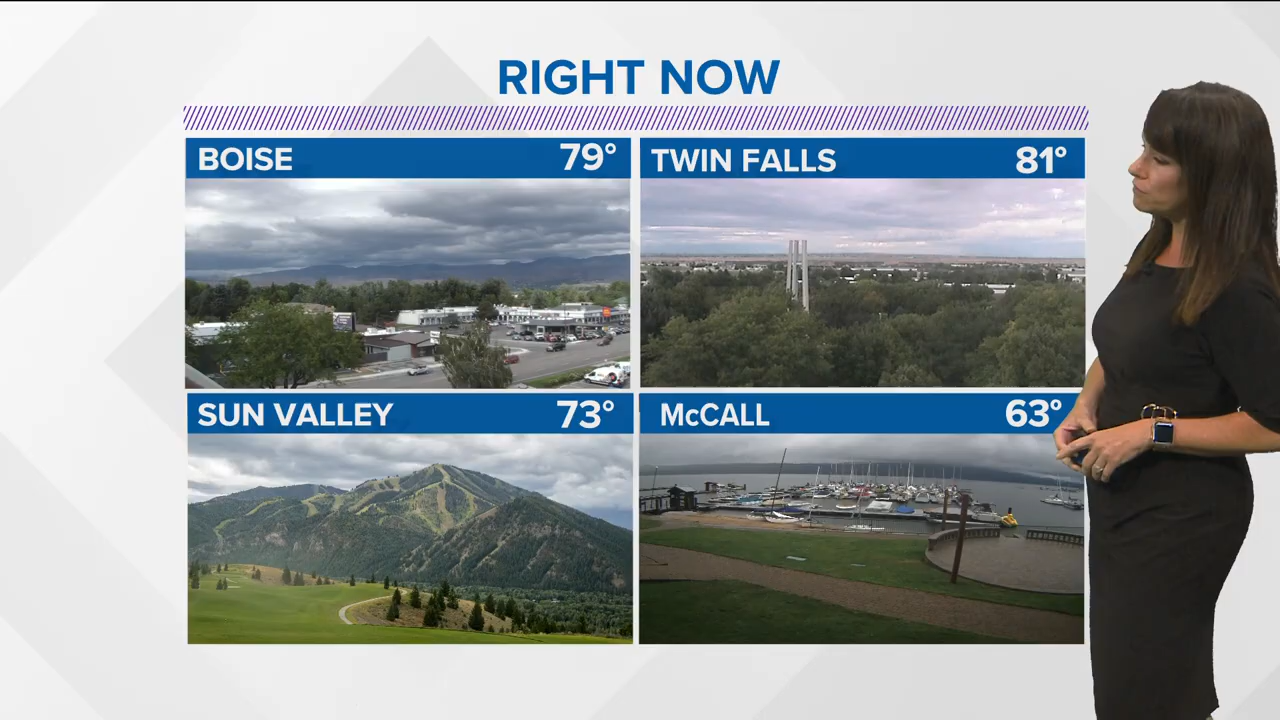 RIGHT NOW
BOISE 79°
TWIN FALLS 81°
SUN VALLEY 73°
McCALL 63°